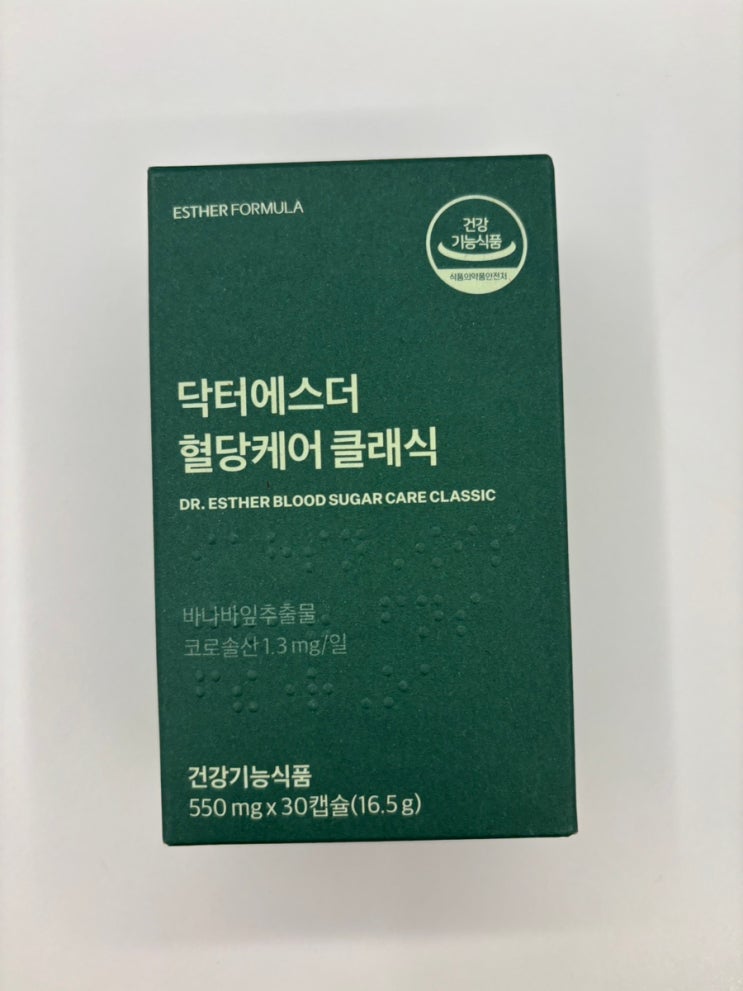 ESTHER FORMULA
건강
기능식품
식품의약품안전처
닥터에스더
혈당케어 클래식
DR. ESTHER BLOOD SUGAR CARE CLASSIC
바나바잎추출물
코로솔산 1.3 mg/일
건강기능식품
550 mg x 30캡슐(16.5 g)